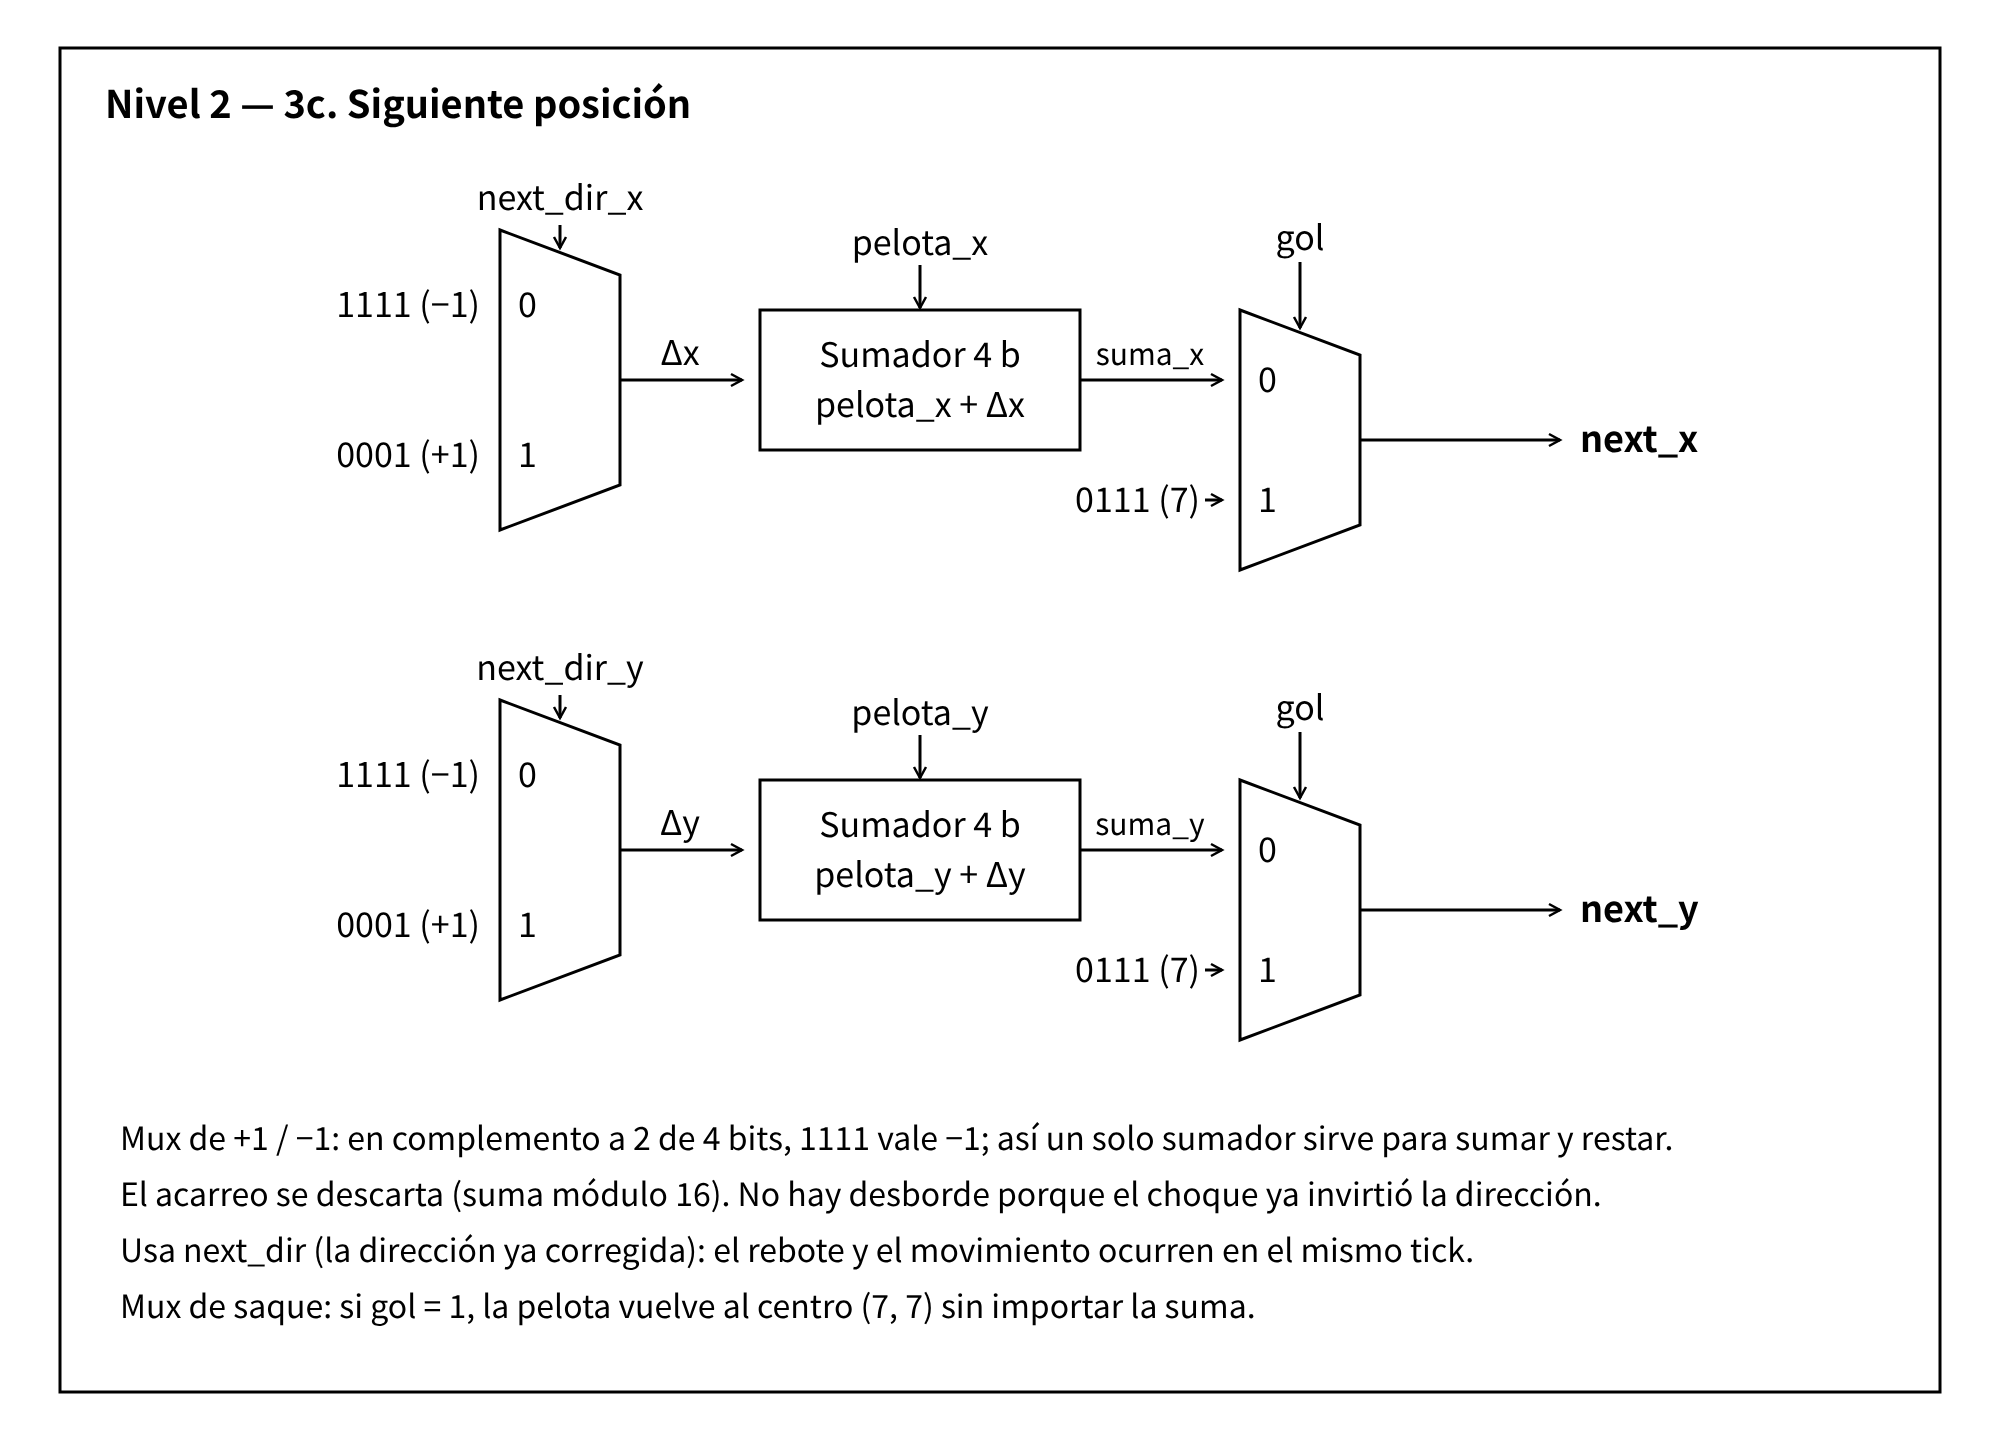 Nivel 2 — 3c. Siguiente posición
next_dir_x
pelota_x
gol
1111 (−1)
0
Δx
Sumador 4 b
suma_x
0
pelota_x + Δx
next_x
0001 (+1)
1
0111 (7)
1
next_dir_y
pelota_y
gol
1111 (−1)
0
Δy
Sumador 4 b
suma_y
0
pelota_y + Δy
next_y
0001 (+1)
1
0111 (7)
1
Mux de +1 / −1: en complemento a 2 de 4 bits, 1111 vale −1; así un solo sumador sirve para sumar y restar.
El acarreo se descarta (suma módulo 16). No hay desborde porque el choque ya invirtió la dirección.
Usa next_dir (la dirección ya corregida): el rebote y el movimiento ocurren en el mismo tick.
Mux de saque: si gol = 1, la pelota vuelve al centro (7, 7) sin importar la suma.